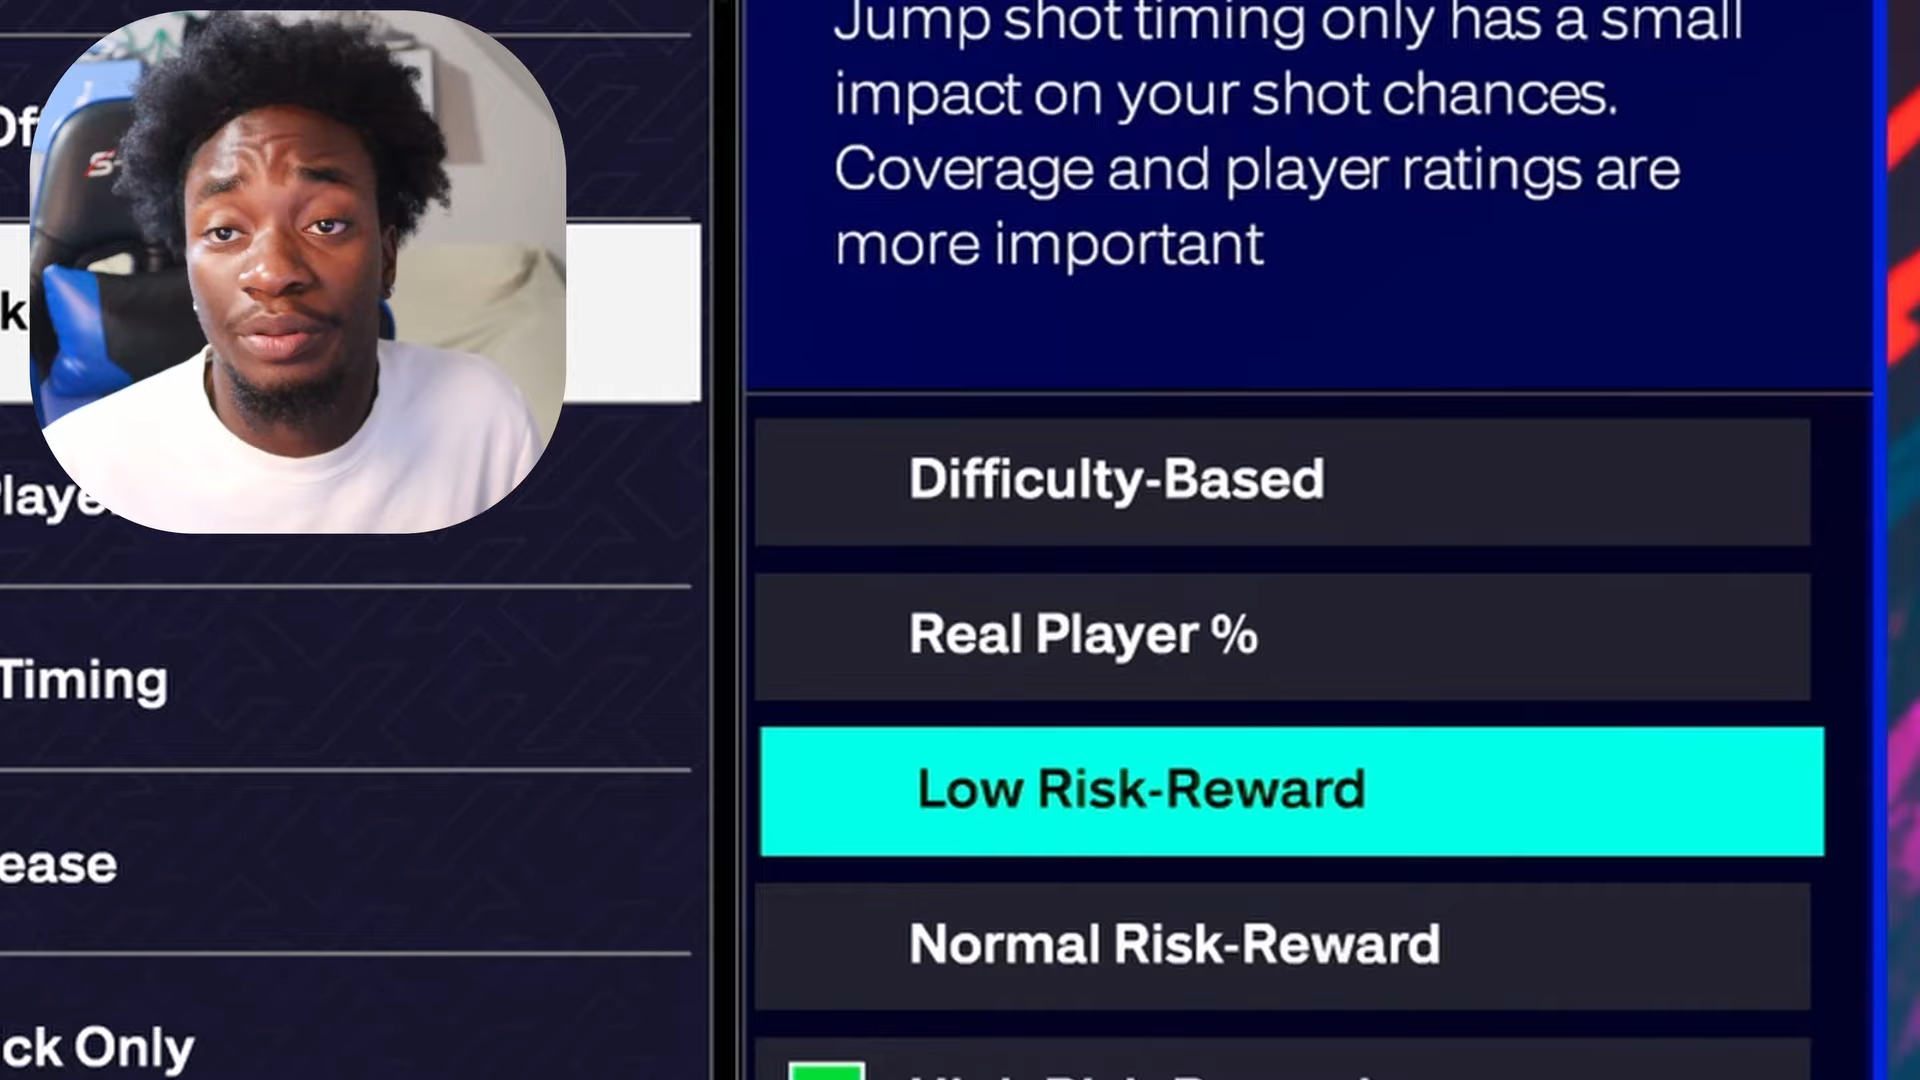 Jump shot timing only has a small
impact on your shot chances.
Coverage and player ratings are
more important
Difficulty-Based
Real Player %
Low Risk-Reward
Normal Risk-Reward
Timing
ck Only